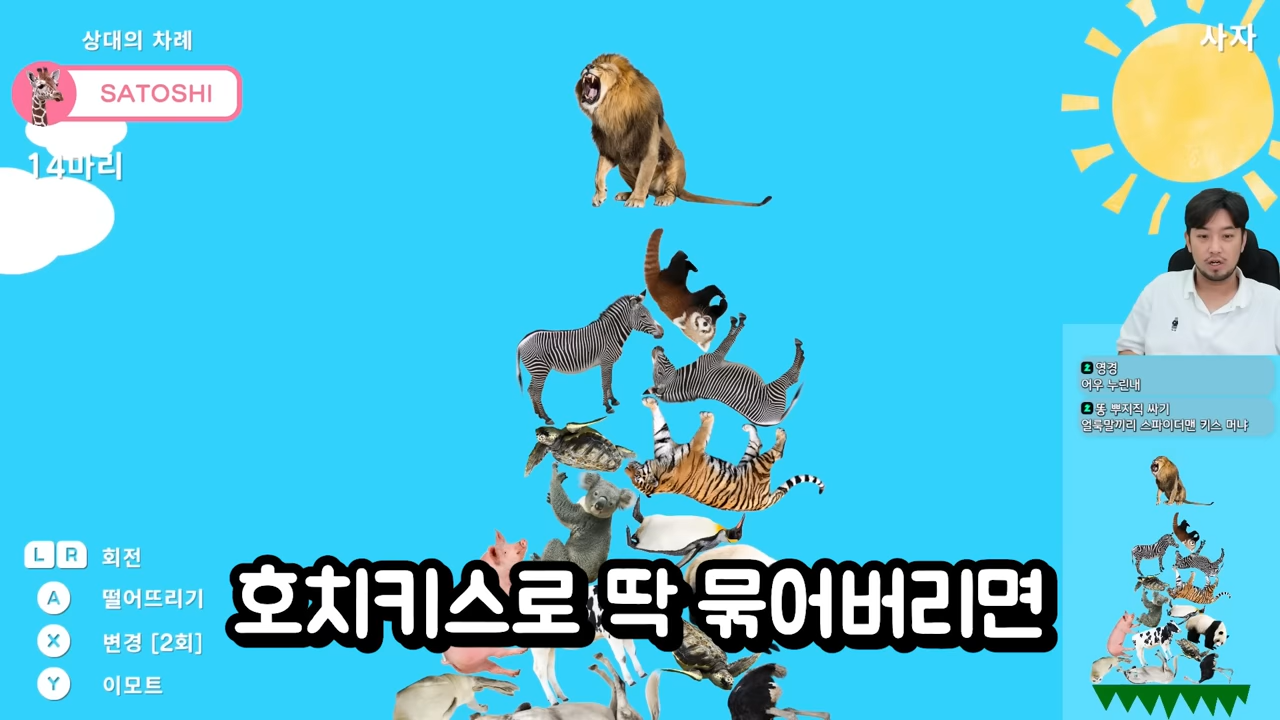 상대의 차례
SATOSHI
14마리
사자
2 영경
어우 누린내
2 똥 뿌지직 싸기
얼룩말끼리 스파이더맨 키스 머냐
L R 회전
A 떨어뜨리기
X 변경 [2회]
Y 이모트
호치키스로 딱 묶어버리면